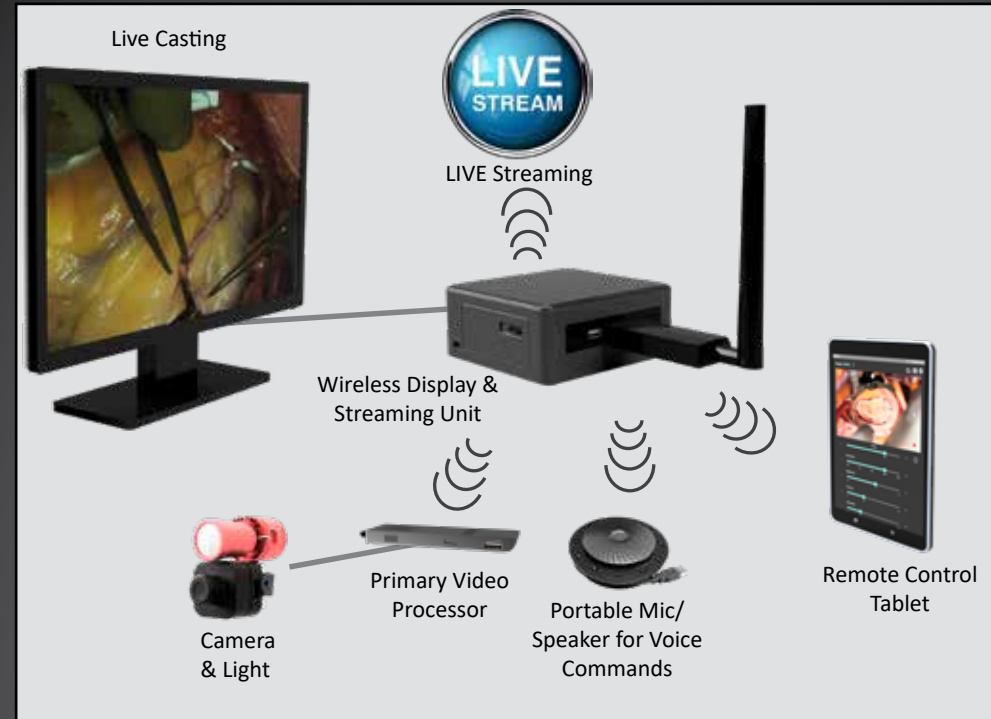 Live Casting
LIVE
STREAM
LIVE Streaming
Wireless Display &
Streaming Unit
Primary Video
Processor
Camera
& Light
Portable Mic/
Speaker for Voice
Commands
Remote Control
Tablet